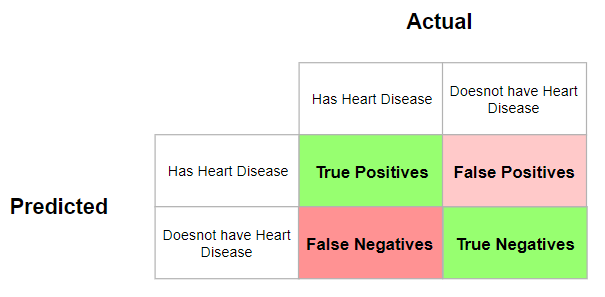 Actual
Has Heart Disease
Doesnot have Heart
Disease
Has Heart Disease
True Positives
False Positives
Predicted
Doesnot have Heart
Disease
False Negatives
True Negatives